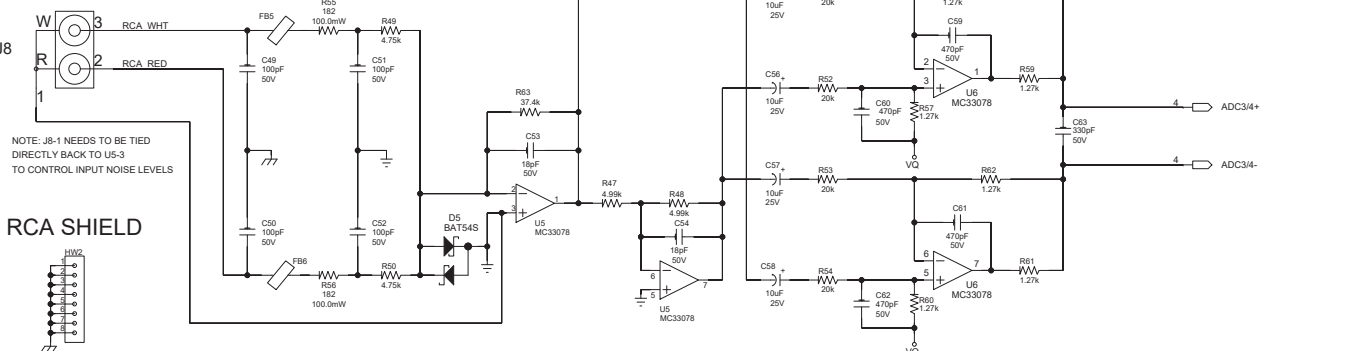 R55
182
100.0mW
FB5
R49
4.75k
W
3
RCA_WHT
J8
R
2
RCA_RED
1
C49
100pF
50V
C51
100pF
50V
NOTE: J8-1 NEEDS TO BE TIED
DIRECTLY BACK TO U5-3
TO CONTROL INPUT NOISE LEVELS
RCA SHIELD
HW2
1
2
3
4
5
6
7
8
C50
100pF
50V
C52
100pF
50V
FB6
R56
182
100.0mW
R50
4.75k
D5
BAT54S
R63
37.4k
C53
18pF
50V
2
3
1
U5
MC33078
R47
4.99k
R48
4.99k
C54
18pF
50V
6
5
7
U5
MC33078
10uF
25V
20k
1.27k
C59
470pF
50V
2
3
1
U6
MC33078
R59
1.27k
C56
10uF
25V
R52
20k
C60
470pF
50V
R57
1.27k
VQ
4
ADC3/4+
C63
330pF
50V
4
ADC3/4-
C57
10uF
25V
R53
20k
R62
1.27k
C61
470pF
50V
6
5
7
U6
MC33078
R61
1.27k
C58
10uF
25V
R54
20k
C62
470pF
50V
R60
1.27k
VQ